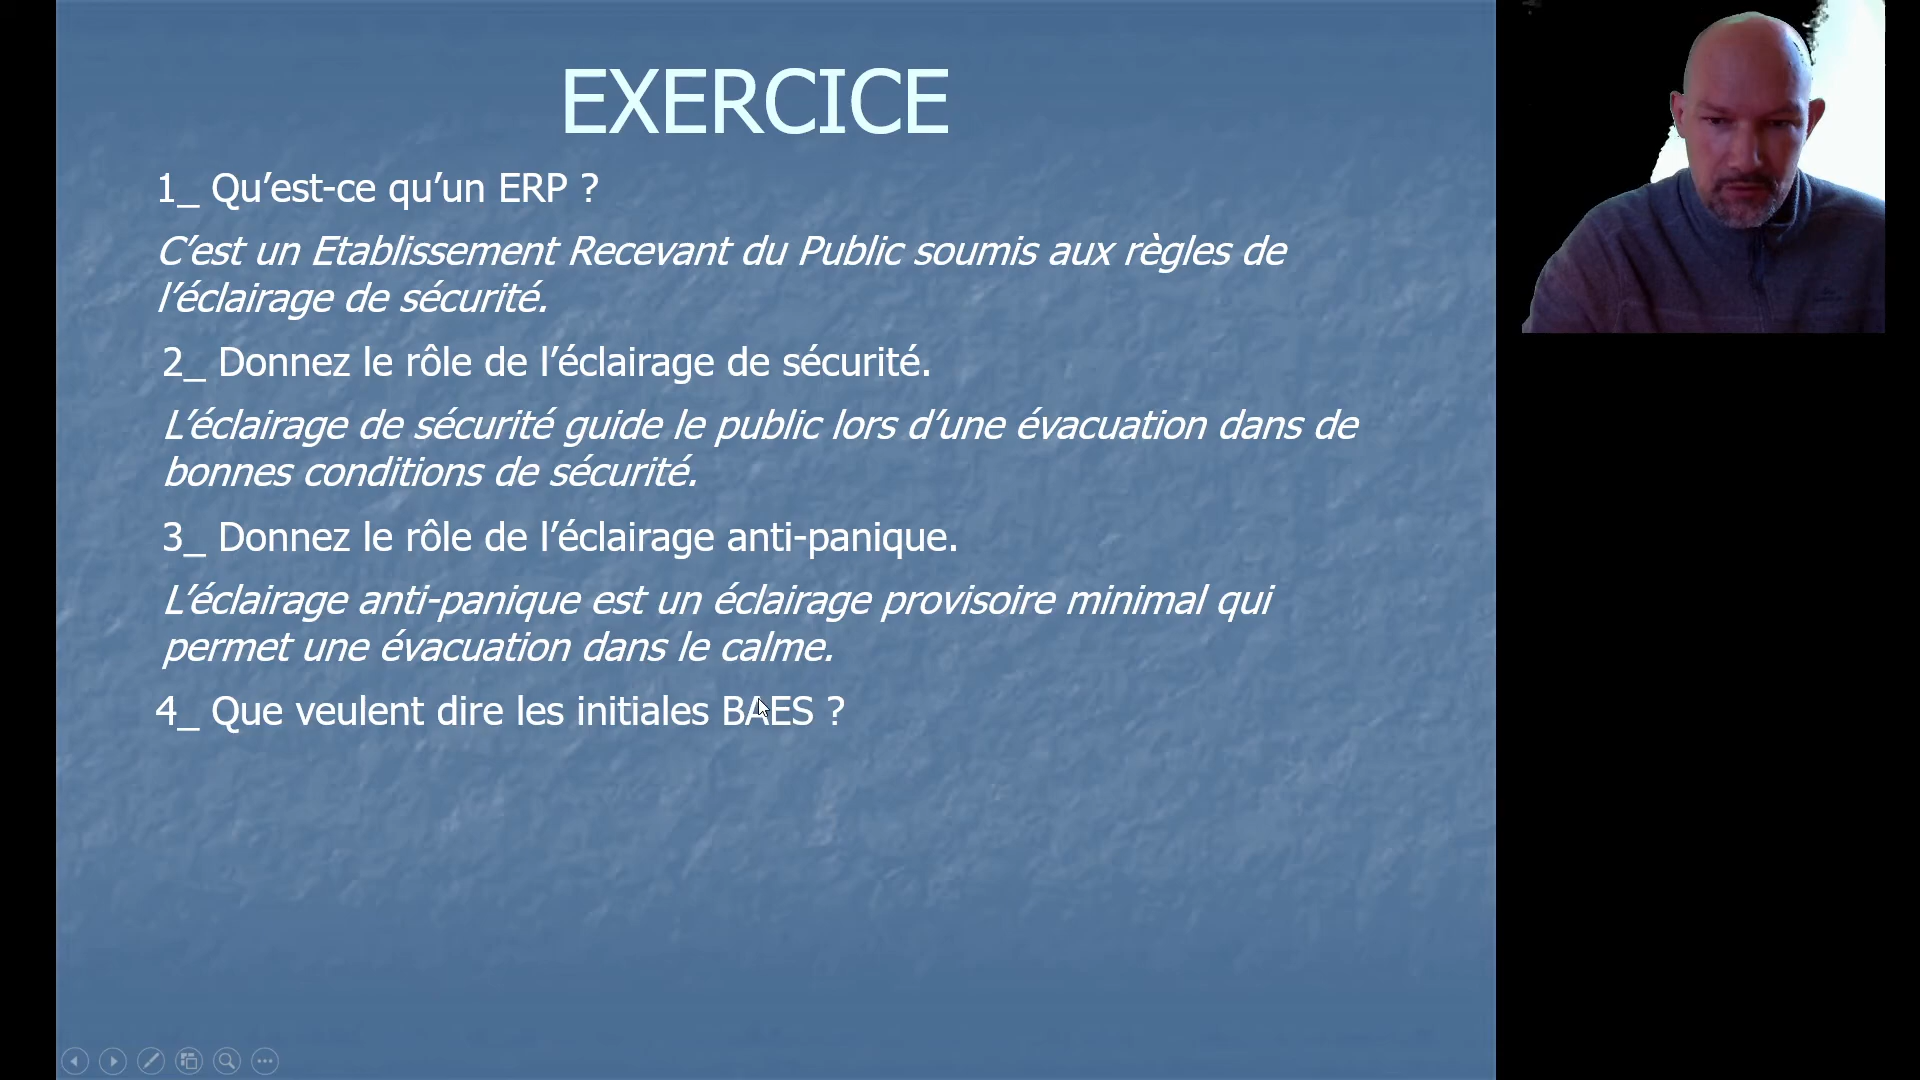 EXERCICE
1_ Qu’est-ce qu’un ERP ?
C’est un Etablissement Recevant du Public soumis aux règles de
l’éclairage de sécurité.
2_ Donnez le rôle de l’éclairage de sécurité.
L’éclairage de sécurité guide le public lors d’une évacuation dans de
bonnes conditions de sécurité.
3_ Donnez le rôle de l’éclairage anti-panique.
L’éclairage anti-panique est un éclairage provisoire minimal qui
permet une évacuation dans le calme.
4_ Que veulent dire les initiales BAES ?